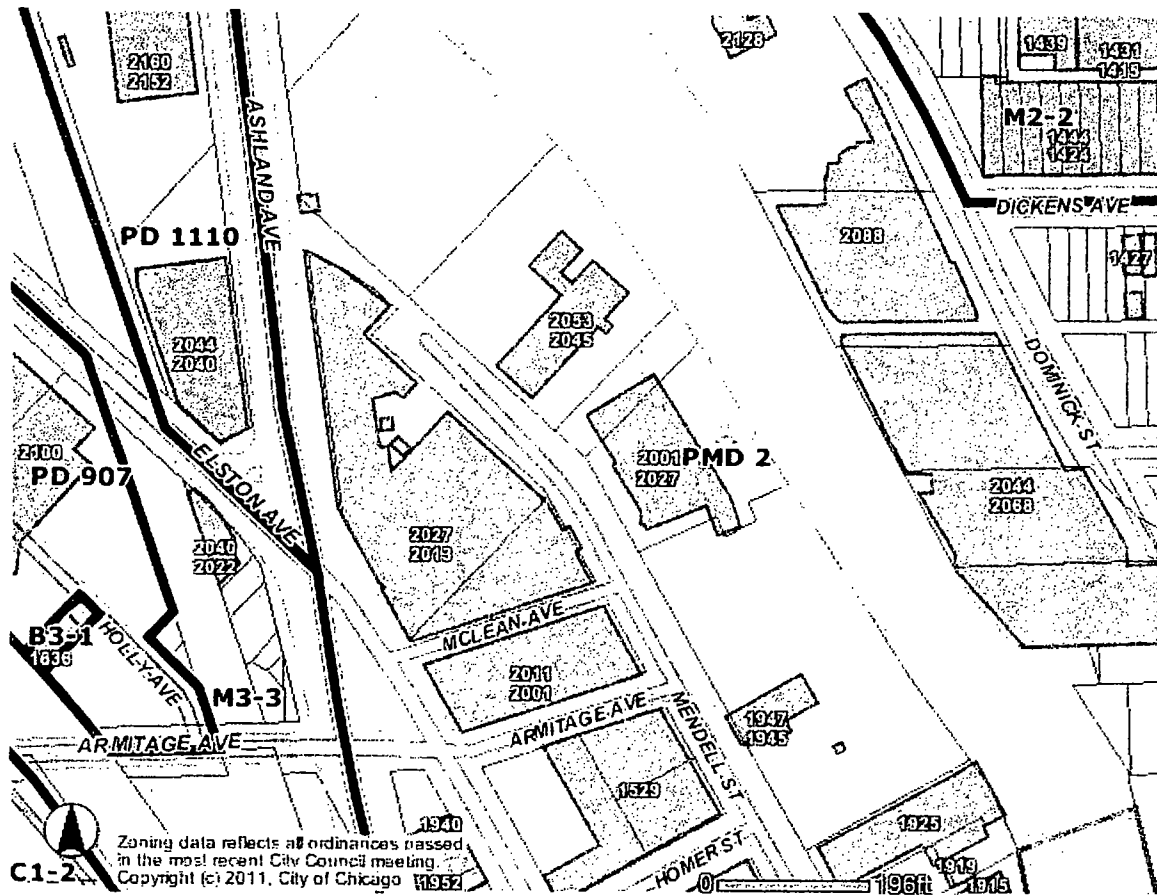 2160
2152
2128
1439
1431
1415
M2-2
1444
1424
ASHLAND AVE
DICKENS AVE
PD 1110
2088
1427
2053
2045
2044
2040
DOMINICK ST
2100
PD 907
ELSTON AVE
2001
2027
PMD 2
2044
2068
2027
2013
2040
2022
MCLEAN AVE
B3-1
1636
HOLLY AVE
2011
2001
M3-3
ARMITAGE AVE
ARMITAGE AVE
MENDELL ST
1947
1945
1529
1940
1952
1825
1819
1815
HOMER ST
C1-2
Zoning data reflects all ordinances passed
in the most recent City Council meeting.
Copyright (c) 2011, City of Chicago
0 196ft